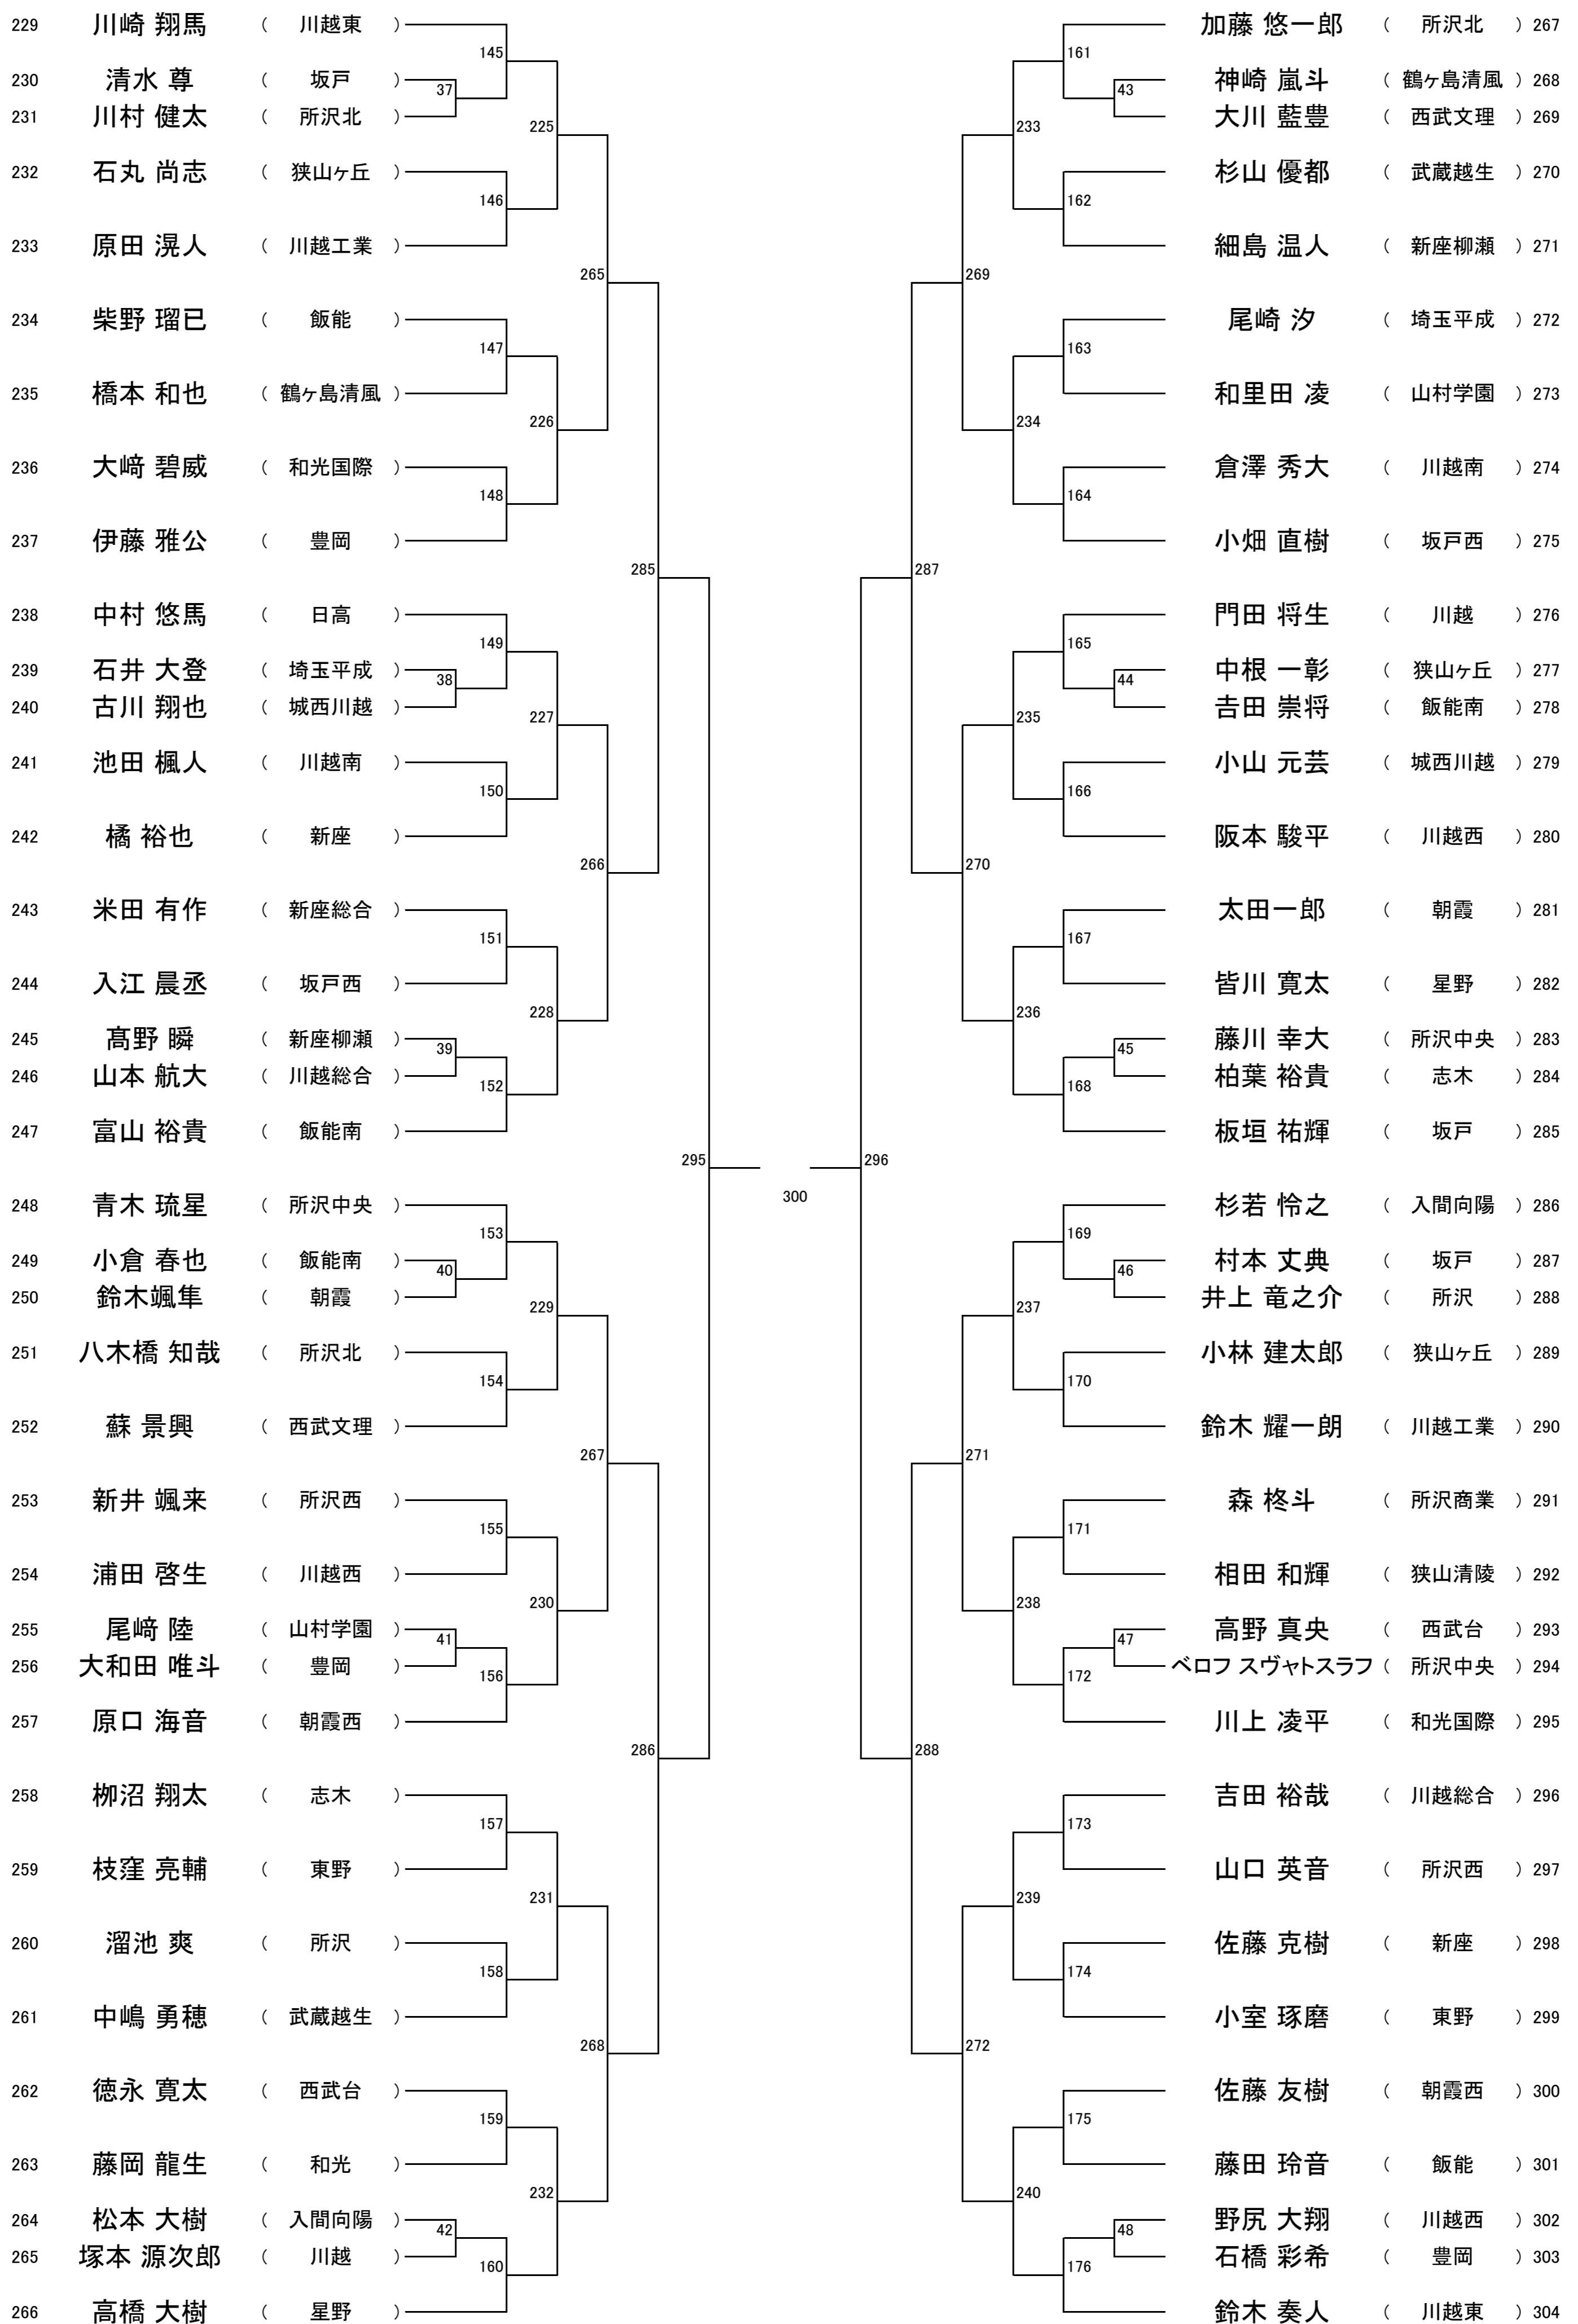 229 川崎 翔馬 ( 川越東 )
145
230 清水 尊 ( 坂戸 )
37
231 川村 健太 ( 所沢北 )
225
232 石丸 尚志 ( 狭山ヶ丘 )
146
233 原田 滉人 ( 川越工業 )
265
234 柴野 瑠已 ( 飯能 )
147
235 橋本 和也 ( 鶴ヶ島清風 )
226
236 大﨑 碧威 ( 和光国際 )
148
237 伊藤 雅公 ( 豊岡 )
285
238 中村 悠馬 ( 日高 )
149
239 石井 大登 ( 埼玉平成 )
38
240 古川 翔也 ( 城西川越 )
227
241 池田 楓人 ( 川越南 )
150
242 橘 裕也 ( 新座 )
266
243 米田 有作 ( 新座総合 )
151
244 入江 晨丞 ( 坂戸西 )
228
245 髙野 瞬 ( 新座柳瀬 )
39
246 山本 航大 ( 川越総合 )
152
247 富山 裕貴 ( 飯能南 )
295
248 青木 琉星 ( 所沢中央 )
153
249 小倉 春也 ( 飯能南 )
40
250 鈴木颯隼 ( 朝霞 )
229
251 八木橋 知哉 ( 所沢北 )
154
252 蘇 景興 ( 西武文理 )
267
253 新井 颯来 ( 所沢西 )
155
254 浦田 啓生 ( 川越西 )
230
255 尾﨑 陸 ( 山村学園 )
41
256 大和田 唯斗 ( 豊岡 )
156
257 原口 海音 ( 朝霞西 )
286
258 栁沼 翔太 ( 志木 )
157
259 枝窪 亮輔 ( 東野 )
231
260 溜池 爽 ( 所沢 )
158
261 中嶋 勇穂 ( 武蔵越生 )
268
262 徳永 寛太 ( 西武台 )
159
263 藤岡 龍生 ( 和光 )
232
264 松本 大樹 ( 入間向陽 )
42
265 塚本 源次郎 ( 川越 )
160
266 高橋 大樹 ( 星野 )
300
加藤 悠一郎 ( 所沢北 ) 267
161
神崎 嵐斗 ( 鶴ヶ島清風 ) 268
43
大川 藍豊 ( 西武文理 ) 269
233
杉山 優都 ( 武蔵越生 ) 270
162
細島 温人 ( 新座柳瀬 ) 271
269
尾崎 汐 ( 埼玉平成 ) 272
163
和里田 凌 ( 山村学園 ) 273
234
倉澤 秀大 ( 川越南 ) 274
164
小畑 直樹 ( 坂戸西 ) 275
287
門田 将生 ( 川越 ) 276
165
中根 一彰 ( 狭山ヶ丘 ) 277
44
𠮷田 崇将 ( 飯能南 ) 278
235
小山 元芸 ( 城西川越 ) 279
166
阪本 駿平 ( 川越西 ) 280
270
太田一郎 ( 朝霞 ) 281
167
皆川 寛太 ( 星野 ) 282
236
藤川 幸大 ( 所沢中央 ) 283
45
柏葉 裕貴 ( 志木 ) 284
168
板垣 祐輝 ( 坂戸 ) 285
296
杉若 怜之 ( 入間向陽 ) 286
169
村本 丈典 ( 坂戸 ) 287
46
井上 竜之介 ( 所沢 ) 288
237
小林 建太郎 ( 狭山ヶ丘 ) 289
170
鈴木 耀一朗 ( 川越工業 ) 290
271
森 柊斗 ( 所沢商業 ) 291
171
相田 和輝 ( 狭山清陵 ) 292
238
高野 真央 ( 西武台 ) 293
47
ベロフ スヴャトスラフ ( 所沢中央 ) 294
172
川上 凌平 ( 和光国際 ) 295
288
吉田 裕哉 ( 川越総合 ) 296
173
山口 英音 ( 所沢西 ) 297
239
佐藤 克樹 ( 新座 ) 298
174
小室 琢磨 ( 東野 ) 299
272
佐藤 友樹 ( 朝霞西 ) 300
175
藤田 玲音 ( 飯能 ) 301
240
野尻 大翔 ( 川越西 ) 302
48
石橋 彩希 ( 豊岡 ) 303
176
鈴木 奏人 ( 川越東 ) 304